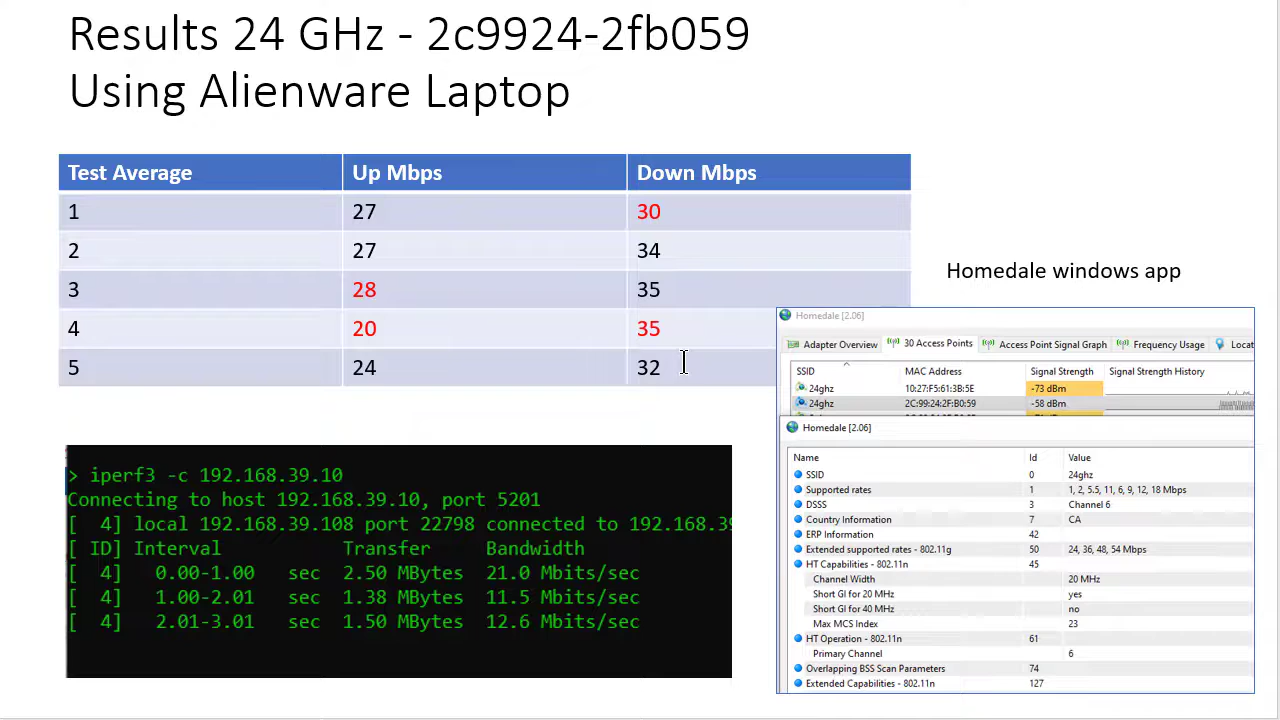 Results 24 GHz - 2c9924-2fb059
Using Alienware Laptop
Test Average Up Mbps Down Mbps
1 27 30
2 27 34
3 28 35
4 20 35
5 24 32
Homedale windows app
Homedale [2.06]
Adapter Overview 30 Access Points Access Point Signal Graph Frequency Usage Locat
SSID MAC Address Signal Strength Signal Strength History
24ghz 10:27:F5:61:3B:5E -73 dBm
24ghz 2C:99:24:2F:B0:59 -58 dBm
Homedale [2.06]
Name Id Value
SSID 0 24ghz
Supported rates 1 1, 2, 5.5, 11, 6, 9, 12, 18 Mbps
DSSS 3 Channel 6
Country Information 7 CA
ERP Information 42
Extended supported rates - 802.11g 50 24, 36, 48, 54 Mbps
HT Capabilities - 802.11n 45
Channel Width 20 MHz
Short GI for 20 MHz yes
Short GI for 40 MHz no
Max MCS Index 23
HT Operation - 802.11n 61
Primary Channel 6
Overlapping BSS Scan Parameters 74
Extended Capabilities - 802.11n 127
> iperf3 -c 192.168.39.10
Connecting to host 192.168.39.10, port 5201
[ 4] local 192.168.39.108 port 22798 connected to 192.168.39
[ ID] Interval Transfer Bandwidth
[ 4] 0.00-1.00 sec 2.50 MBytes 21.0 Mbits/sec
[ 4] 1.00-2.01 sec 1.38 MBytes 11.5 Mbits/sec
[ 4] 2.01-3.01 sec 1.50 MBytes 12.6 Mbits/sec